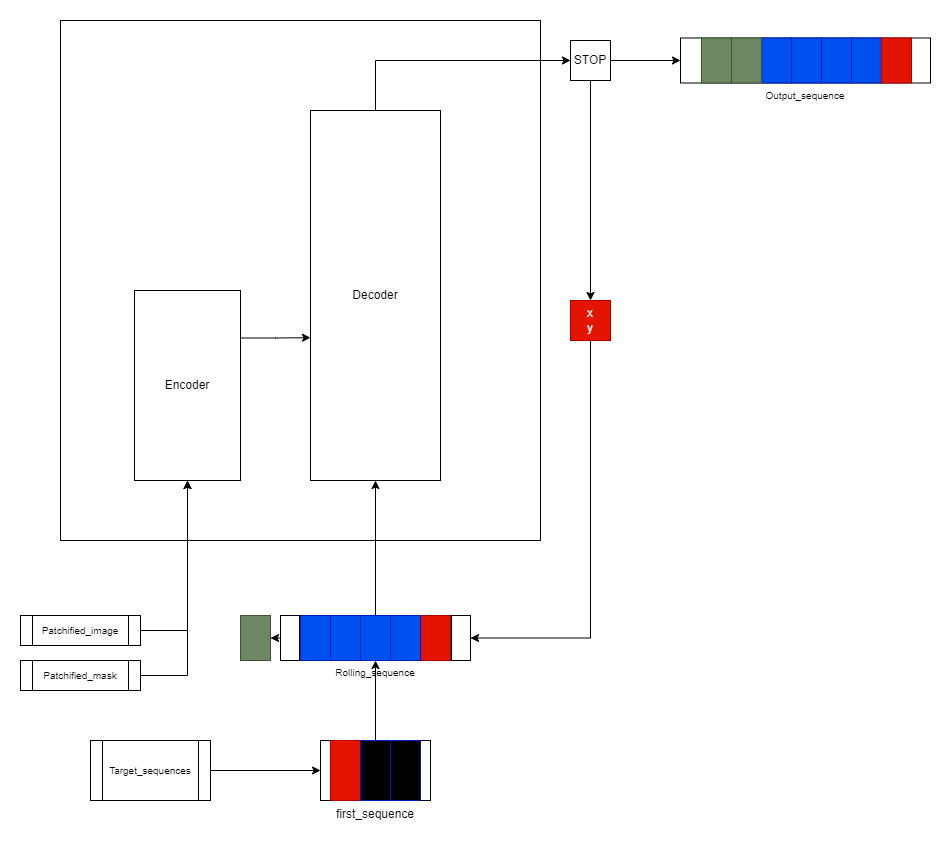 STOP
Output_sequence
x
y
Decoder
Encoder
Patchified_image
Patchified_mask
Rolling_sequence
Target_sequences
first_sequence